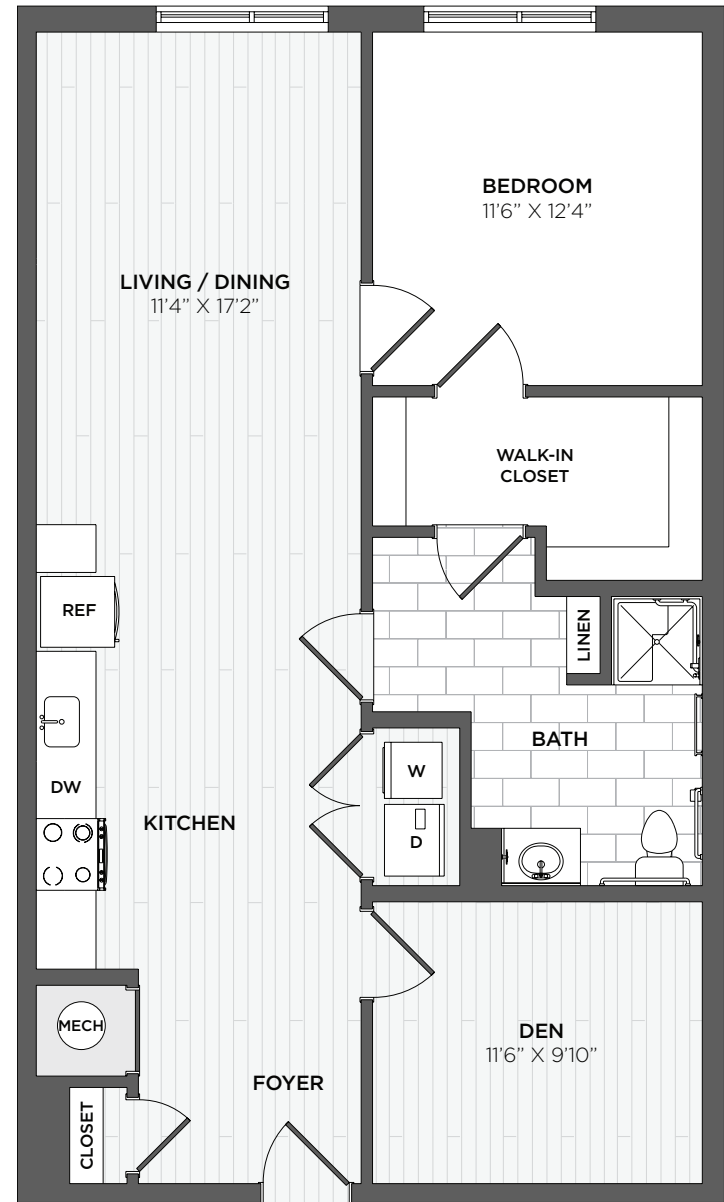 BEDROOM
11'6” X 12'4”
LIVING / DINING
11'4” X 17'2”
WALK-IN
CLOSET
REF
LINEN
BATH
W
DW
KITCHEN
D
MECH
DEN
11'6” X 9'10”
FOYER
CLOSET